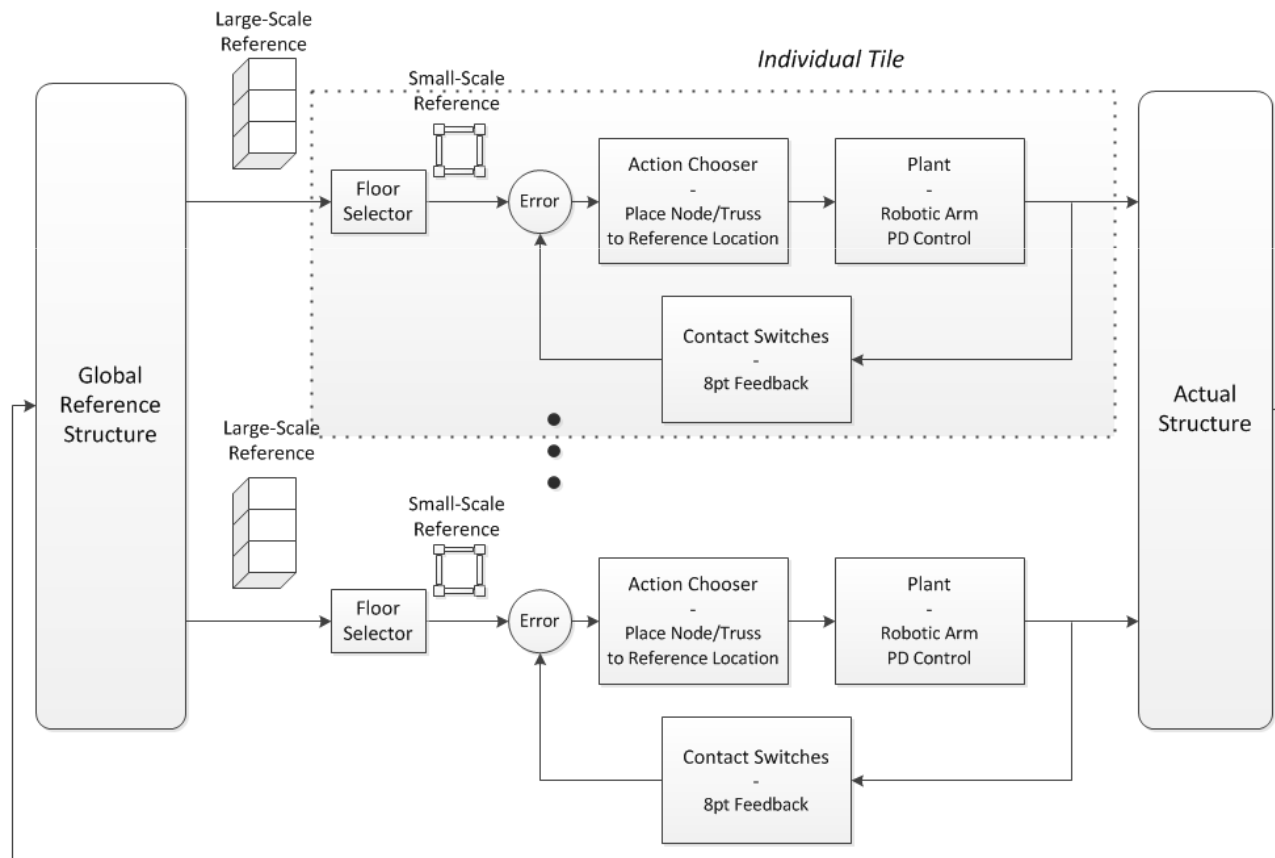 Large-Scale
Reference
Individual Tile
Small-Scale
Reference
Floor
Selector
Error
Action Chooser
-
Place Node/Truss
to Reference Location
Plant
-
Robotic Arm
PD Control
Contact Switches
-
8pt Feedback
Global
Reference
Structure
Actual
Structure
Large-Scale
Reference
Small-Scale
Reference
Floor
Selector
Error
Action Chooser
-
Place Node/Truss
to Reference Location
Plant
-
Robotic Arm
PD Control
Contact Switches
-
8pt Feedback